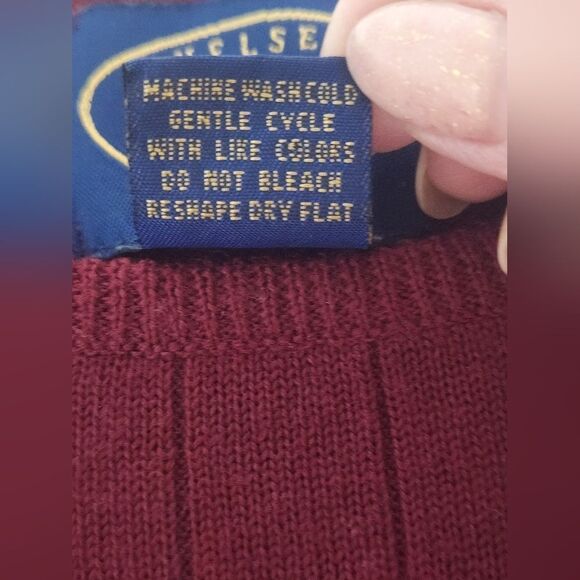 MACHINE WASH COLD
GENTLE CYCLE
WITH LIKE COLORS
DO NOT BLEACH
RESHAPE DRY FLAT